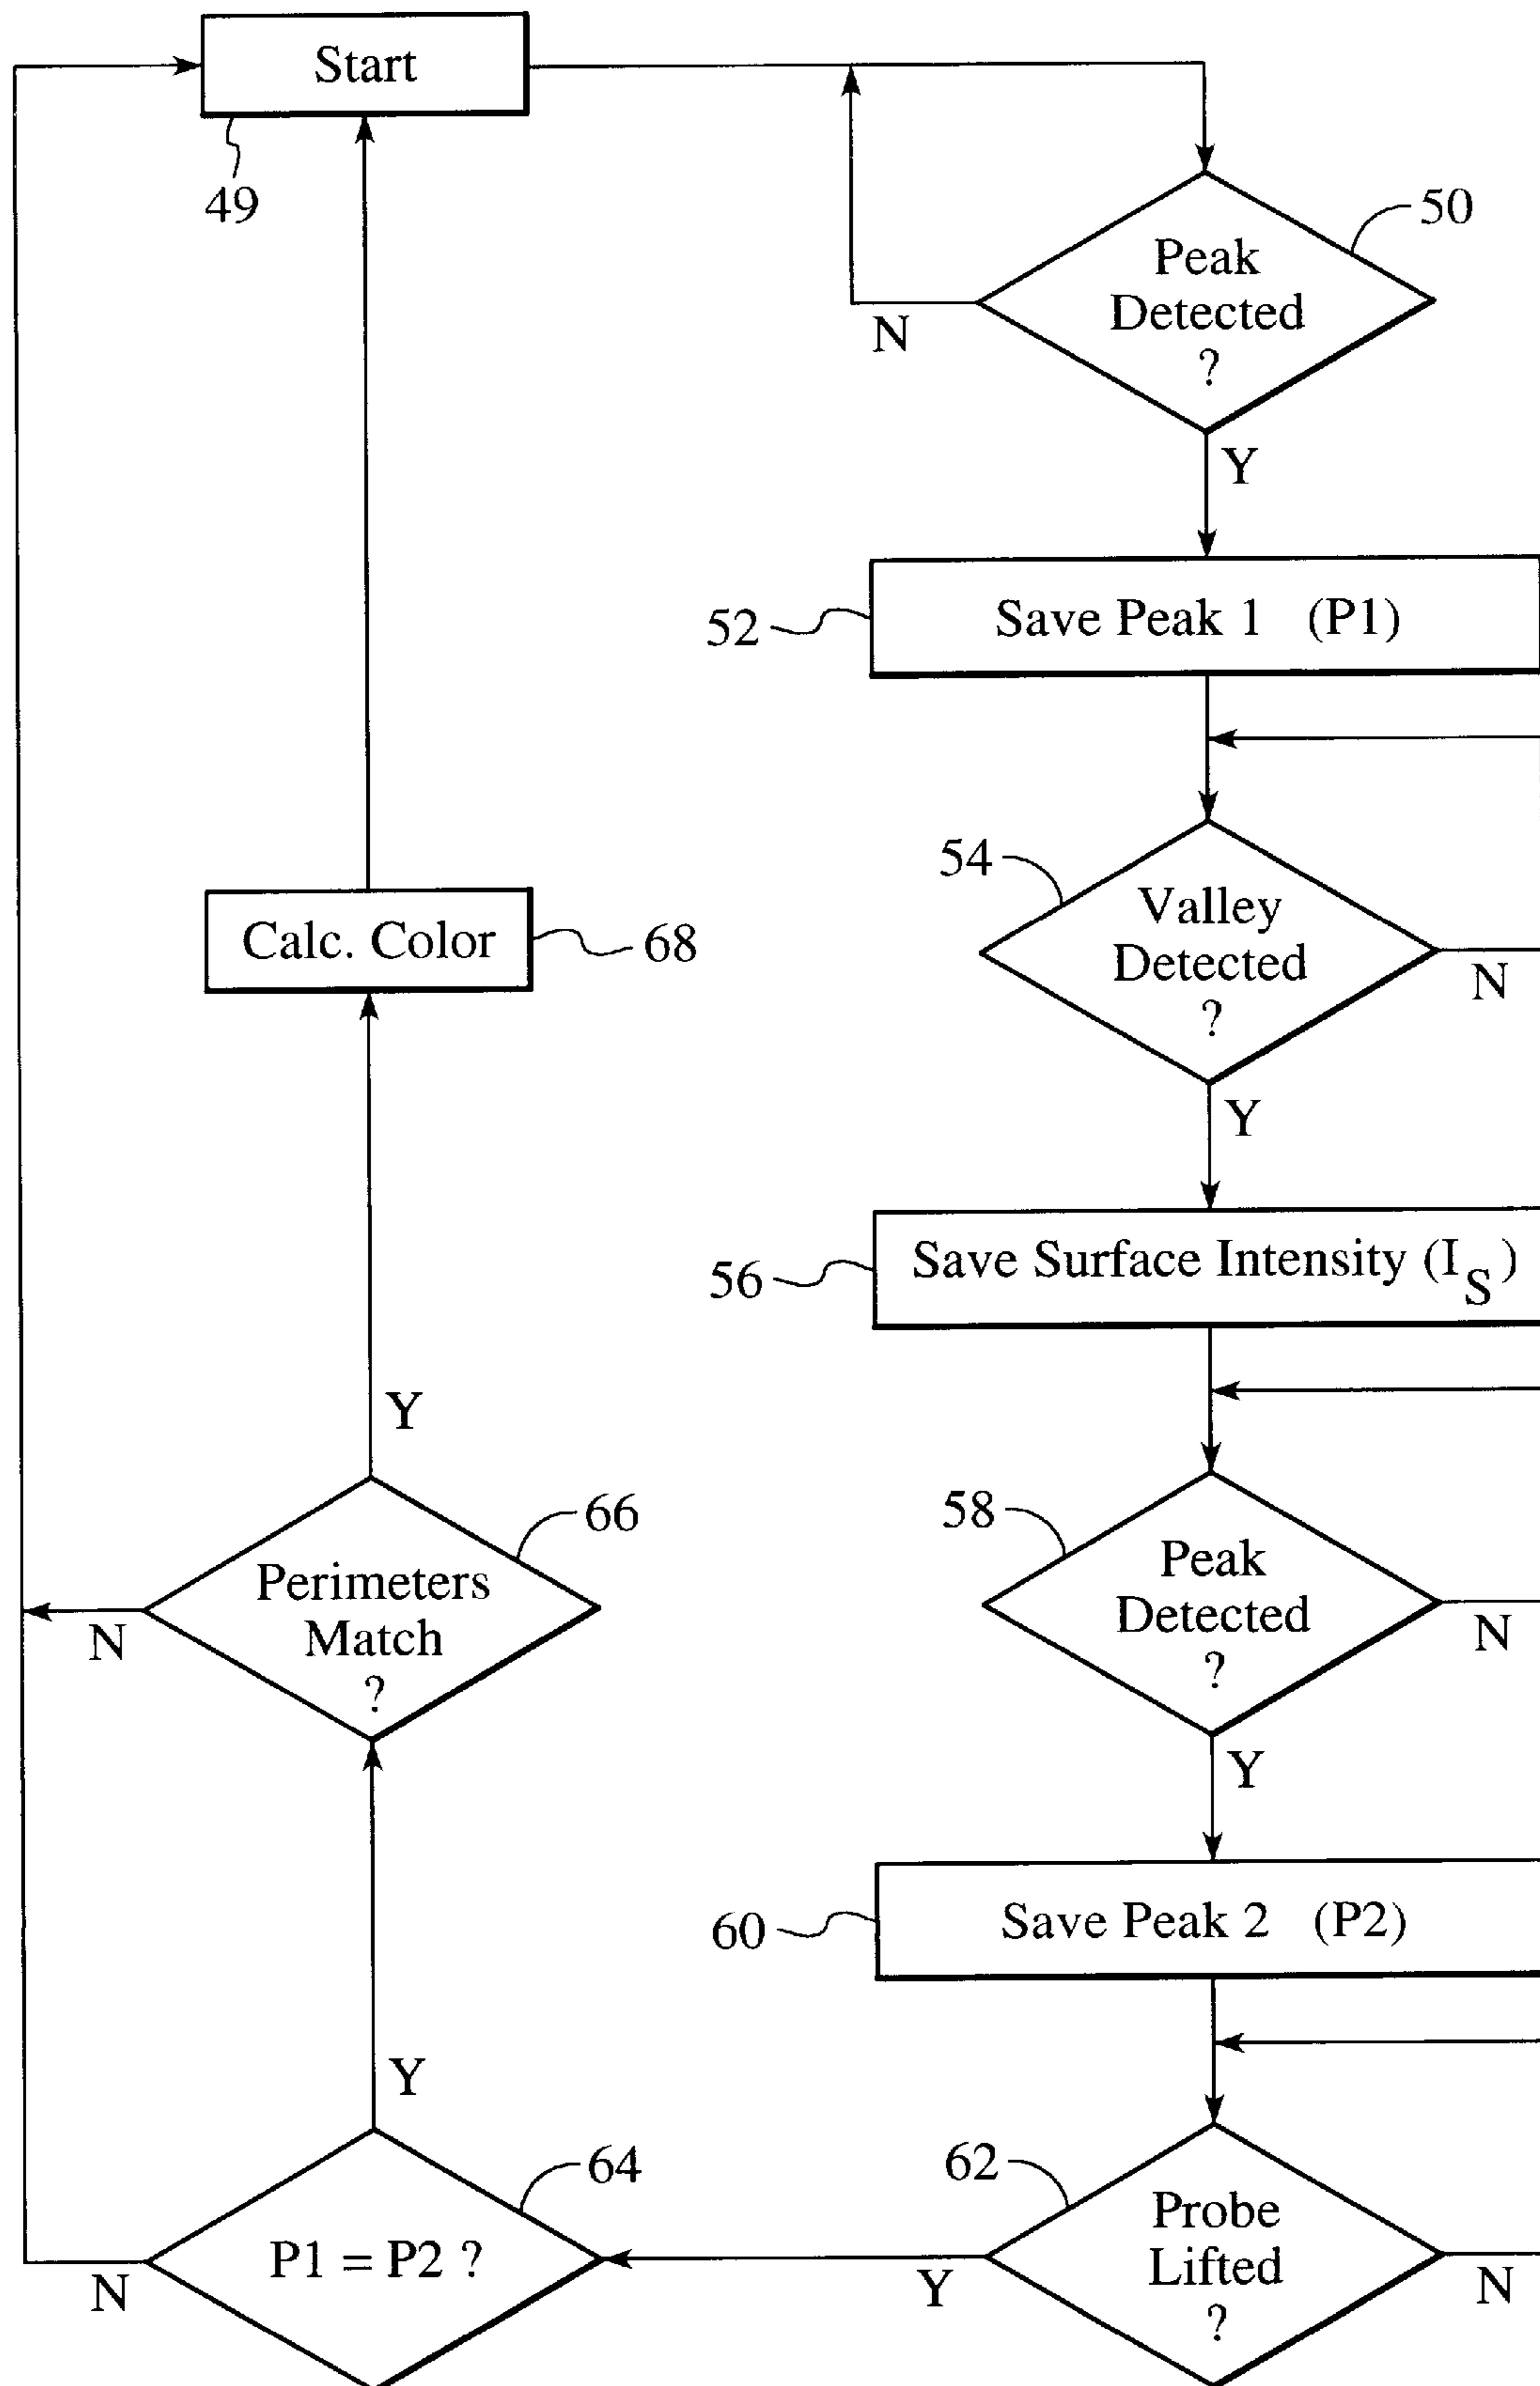 Start
49
Peak
Detected
?
50
N
Y
52
Save Peak 1 (P1)
54
Valley
Detected
?
N
Y
Calc. Color
68
56
Save Surface Intensity (I_S)
58
Peak
Detected
?
N
Y
Y
66
Perimeters
Match
?
N
60
Save Peak 2 (P2)
62
Probe
Lifted
?
N
Y
Y
64
P1 = P2 ?
N